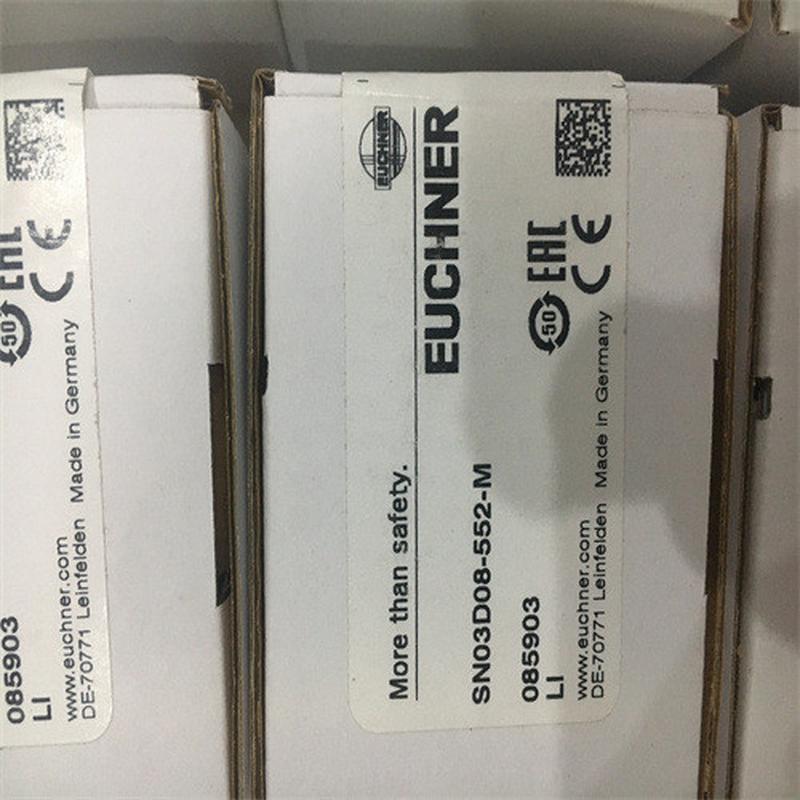 EAC
CE
50
Made in Germany
085903
LI
www.euchner.com
DE-70771 Leinfelden
EUCHNER
EUCHNER
More than safety.
SN03D08-552-M
EAC
CE
50
085903
LI
www.euchner.com
DE-70771 Leinfelden Made in Germany